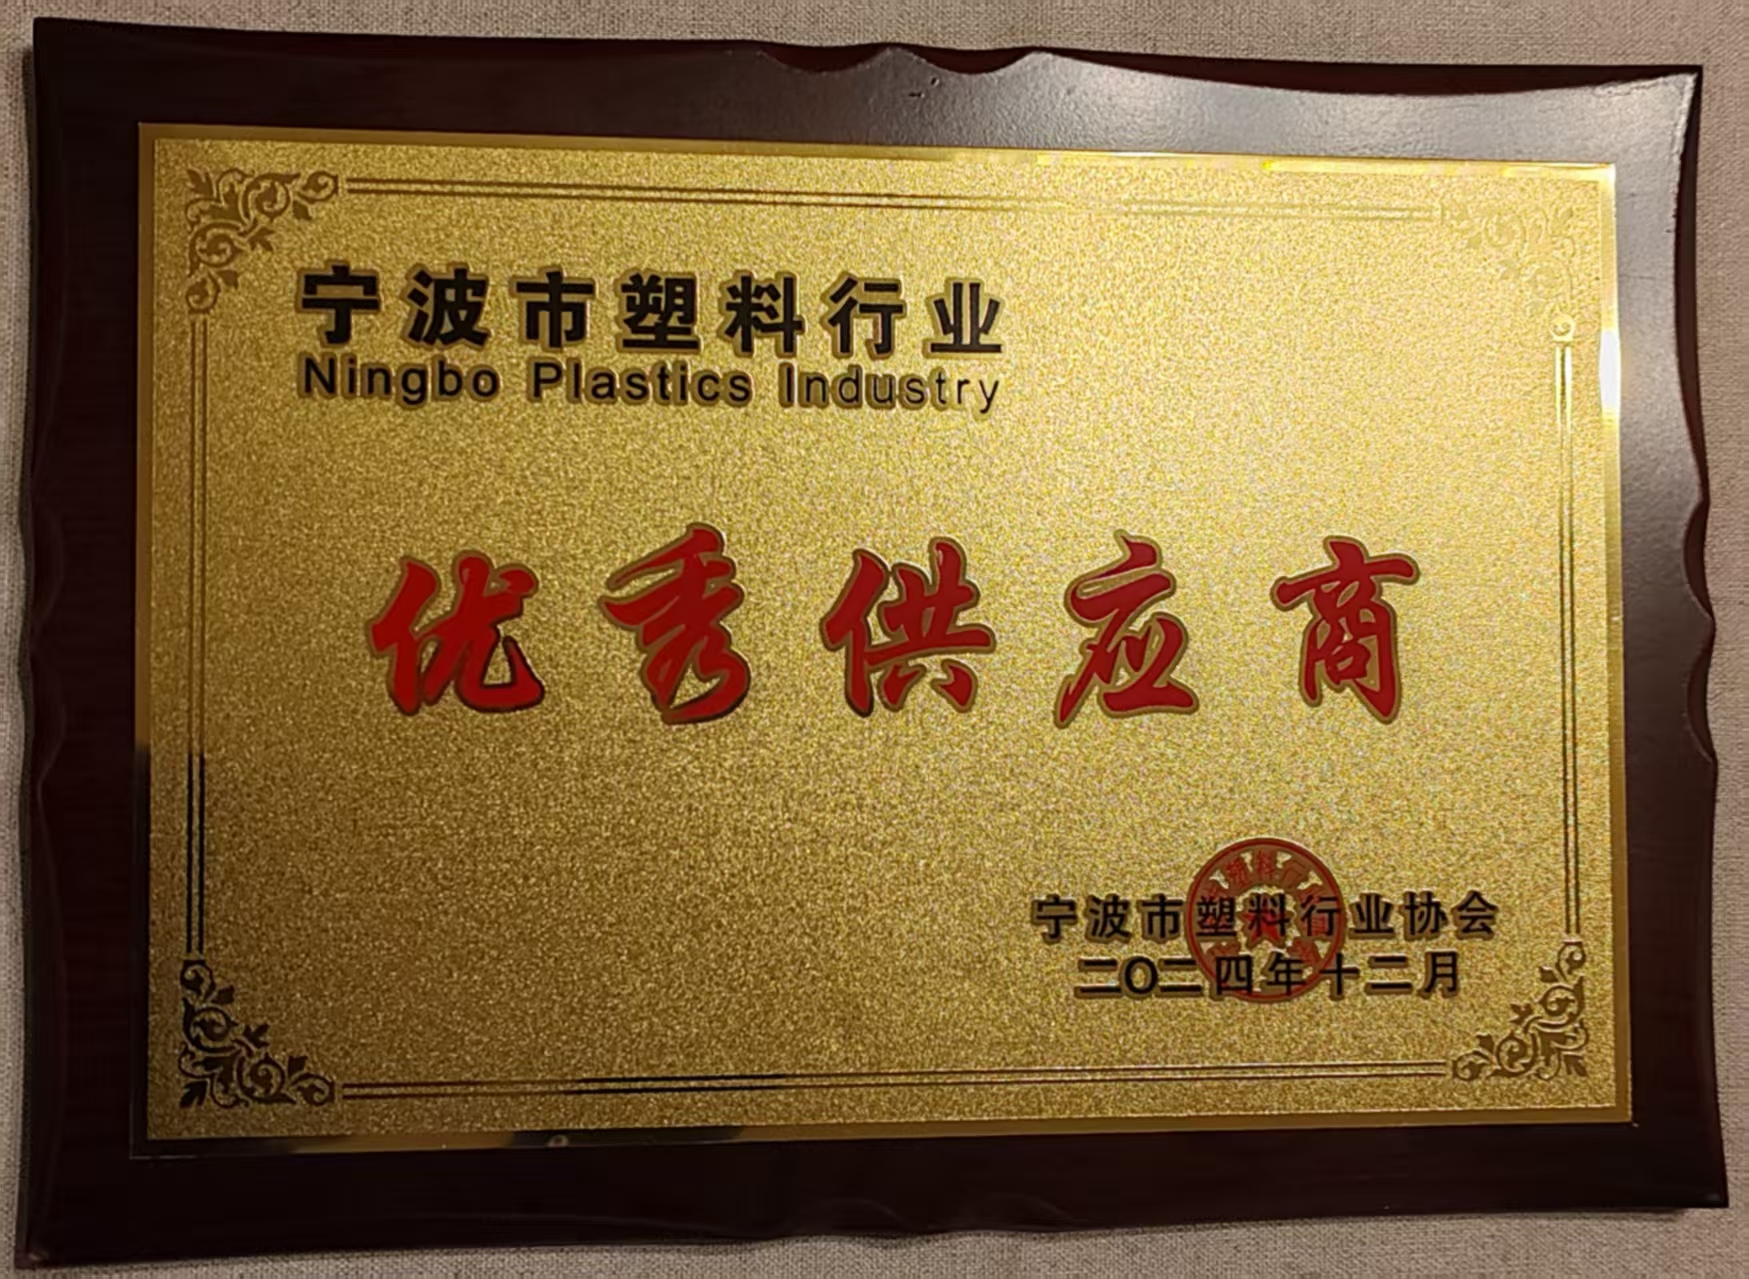 宁波市塑料行业
Ningbo Plastics Industry
优秀供应商
宁波市塑料行业协会
二〇二四年十二月